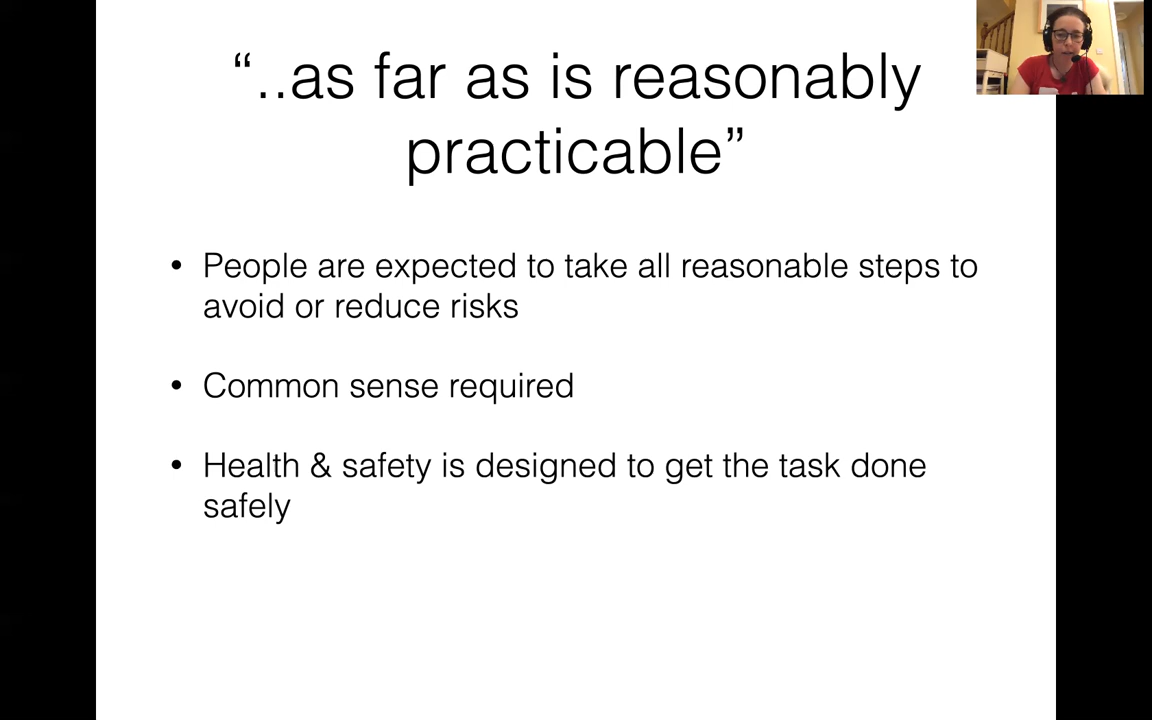 “..as far as is reasonably
practicable”
• People are expected to take all reasonable steps to
avoid or reduce risks
• Common sense required
• Health & safety is designed to get the task done
safely